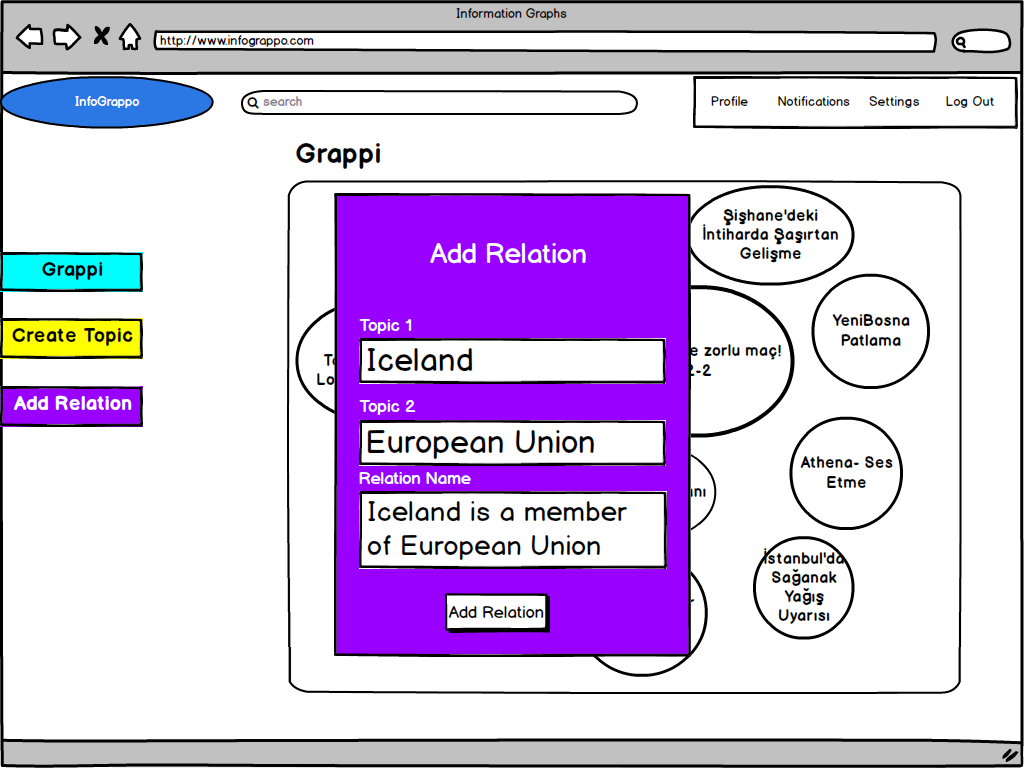 Information Graphs
http://www.infograppo.com
InfoGrappo
search
Profile
Notifications
Settings
Log Out
Grappi
Grappi
Create Topic
Add Relation
Şişhane'deki
İntiharda Şaşırtan
Gelişme
YeniBosna
Patlama
zorlu maç!
2-2
Athena- Ses
Etme
İstanbul'da
Sağanak
Yağış
Uyarısı
Add Relation
Topic 1
Iceland
Topic 2
European Union
Relation Name
Iceland is a member
of European Union
Add Relation